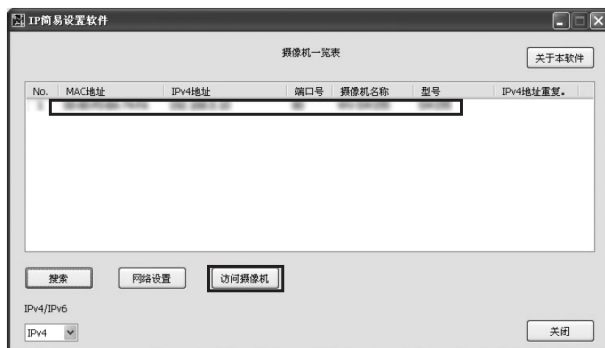 IP简易设置软件
摄像机一览表
关于本软件
No. MAC地址 IPv4地址 端口号 摄像机名称 型号 IPv4地址重复。
搜索 网络设置 访问摄像机
IPv4/IPv6
IPv4 关闭